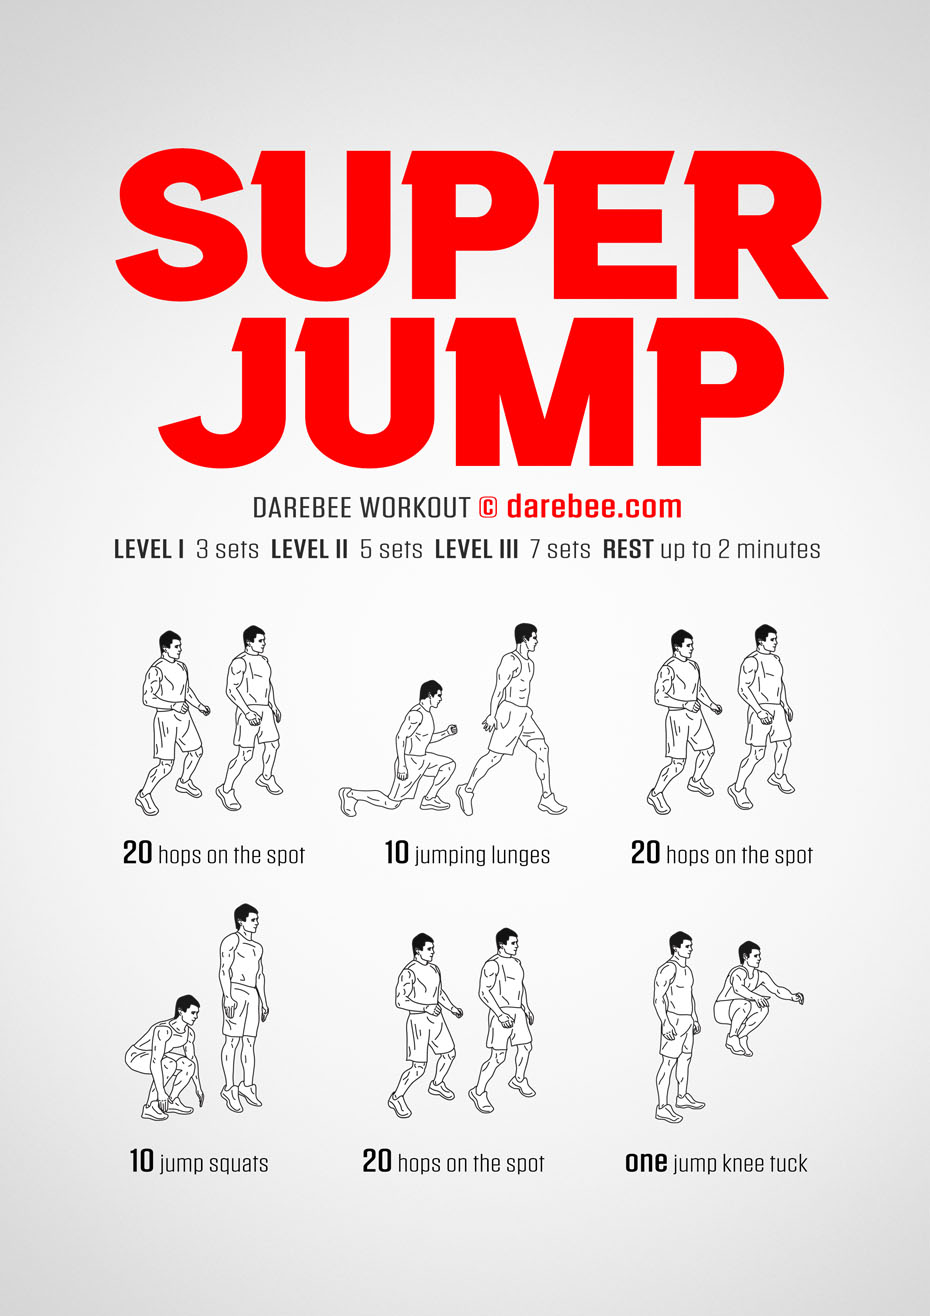 SUPER
JUMP
DAREBEE WORKOUT © darebee.com
LEVEL I 3 sets LEVEL II 5 sets LEVEL III 7 sets REST up to 2 minutes
20 hops on the spot
10 jumping lunges
20 hops on the spot
10 jump squats
20 hops on the spot
one jump knee tuck